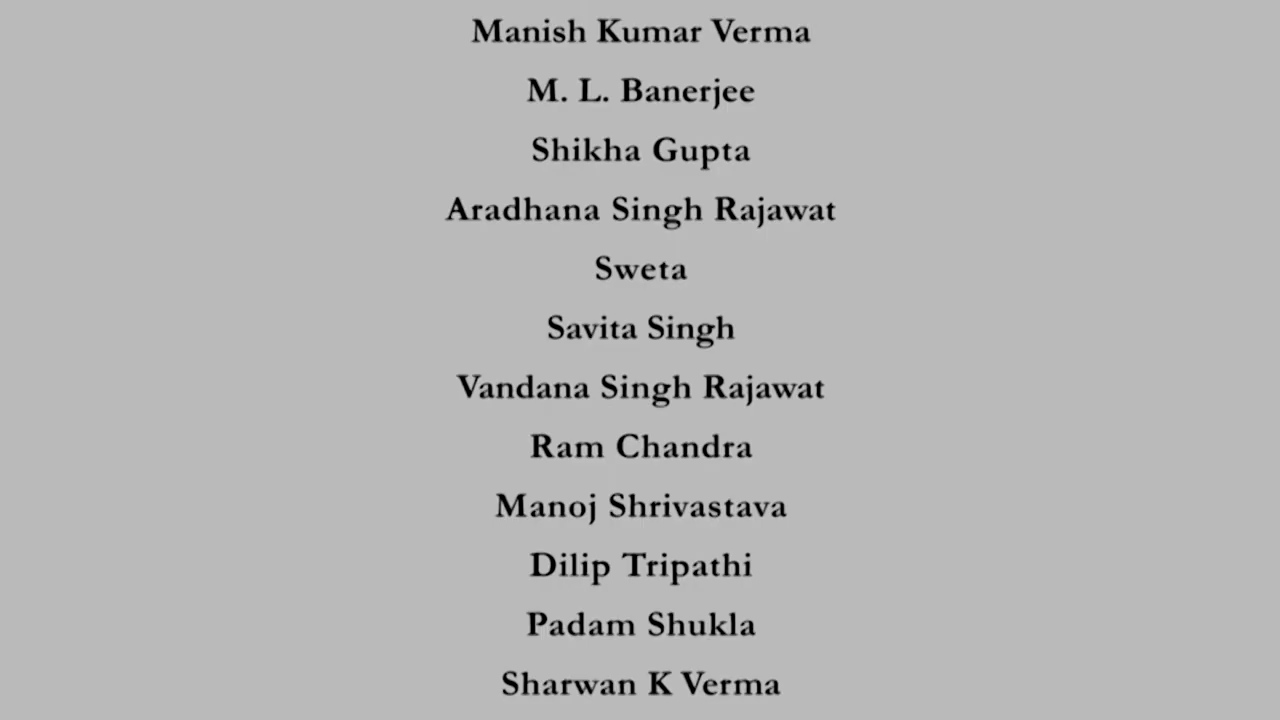 Manish Kumar Verma
M. L. Banerjee
Shikha Gupta
Aradhana Singh Rajawat
Sweta
Savita Singh
Vandana Singh Rajawat
Ram Chandra
Manoj Shrivastava
Dilip Tripathi
Padam Shukla
Sharwan K Verma